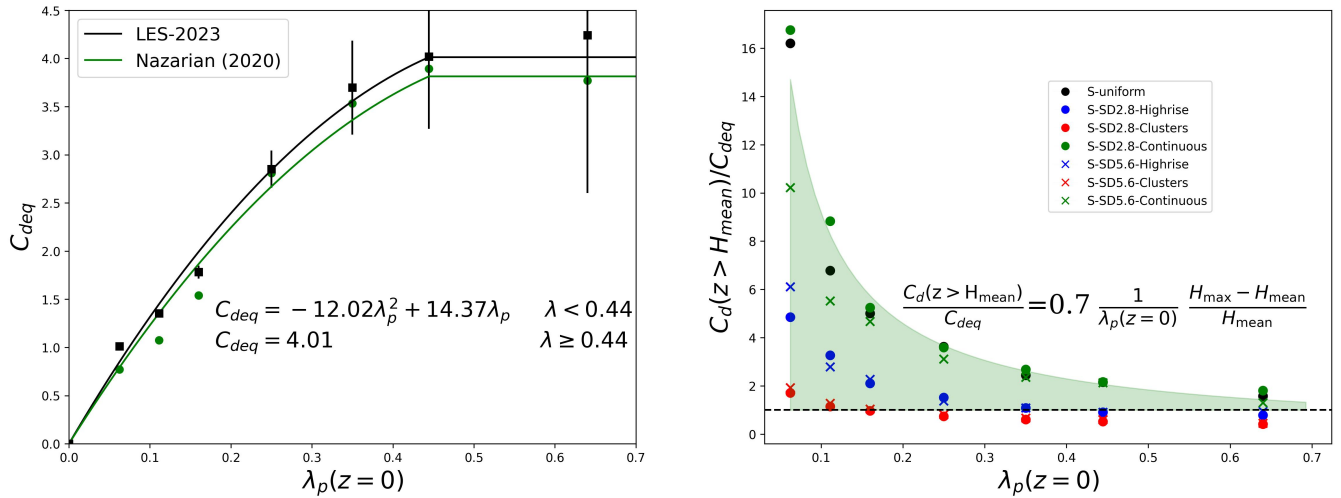 4.5
4.0
3.5
3.0
2.5
2.0
1.5
1.0
0.5
0.0
C_deq
LES-2023
Nazarian (2020)
C_deq = −12.02λ_p^2 + 14.37λ_p λ < 0.44
C_deq = 4.01 λ ≥ 0.44
0.0 0.1 0.2 0.3 0.4 0.5 0.6 0.7
λ_p(z = 0)
16
14
12
10
8
6
4
2
0
C_d(z > H_mean)/C_deq
S-uniform
S-SD2.8-Highrise
S-SD2.8-Clusters
S-SD2.8-Continuous
S-SD5.6-Highrise
S-SD5.6-Clusters
S-SD5.6-Continuous
C_d(z > H_mean)/C_deq = 0.7 1/λ_p(z = 0) (H_max − H_mean)/H_mean
0.1 0.2 0.3 0.4 0.5 0.6 0.7
λ_p(z = 0)